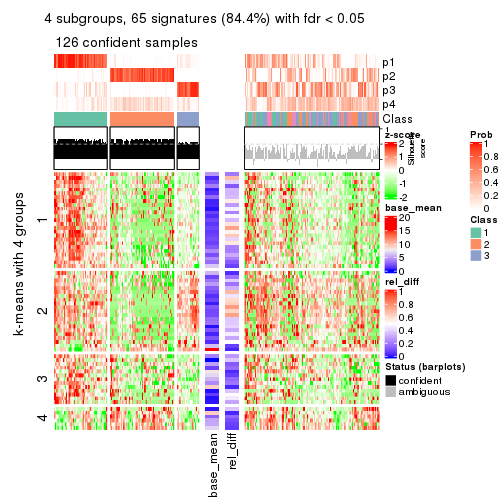 4 subgroups, 65 signatures (84.4%) with fdr < 0.05
126 confident samples
p1
p2
p3
p4
Class
1
Silhouette
score
k-means with 4 groups
1
2
3
4
base_mean
rel_diff
z-score
2
1
0
-1
-2
base_mean
20
15
10
5
0
rel_diff
1
0.8
0.6
0.4
0.2
0
Status (barplots)
confident
ambiguous
Prob
1
0.8
0.6
0.4
0.2
0
Class
1
2
3